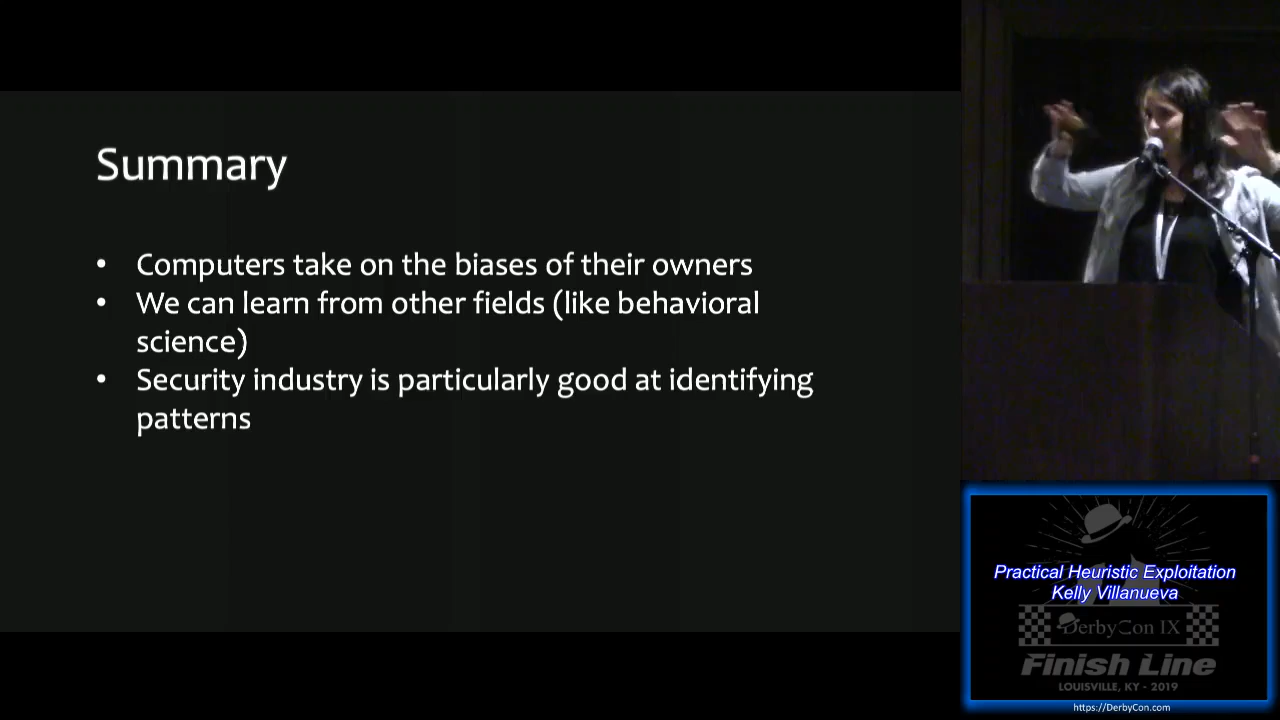 Summary
• Computers take on the biases of their owners
• We can learn from other fields (like behavioral
science)
• Security industry is particularly good at identifying
patterns
Practical Heuristic Exploitation
Kelly Villanueva
DerbyCon IX
Finish Line
LOUISVILLE, KY - 2019
https://DerbyCon.com